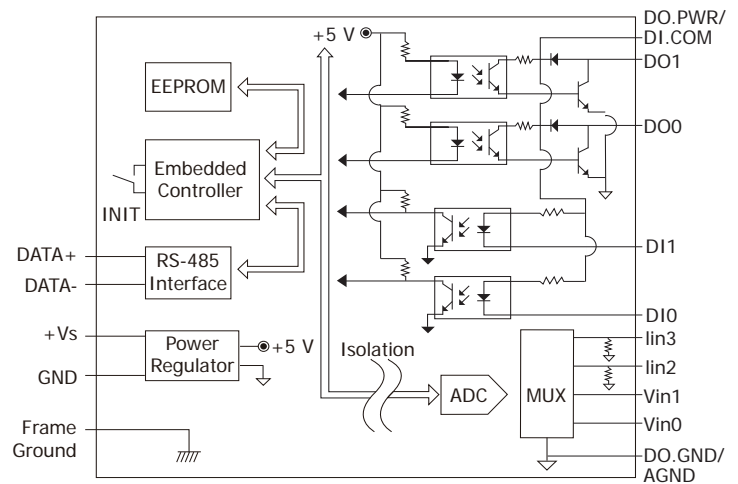 DO.PWR/
DI.COM
+5 V
DO1
EEPROM
DO0
Embedded
Controller
INIT
DATA+
RS-485
DI1
DATA-
Interface
DI0
+Vs
Power
Regulator
+5 V
Isolation
Iin3
GND
ADC
MUX
Iin2
Vin1
Vin0
Frame
Ground
DO.GND/
AGND